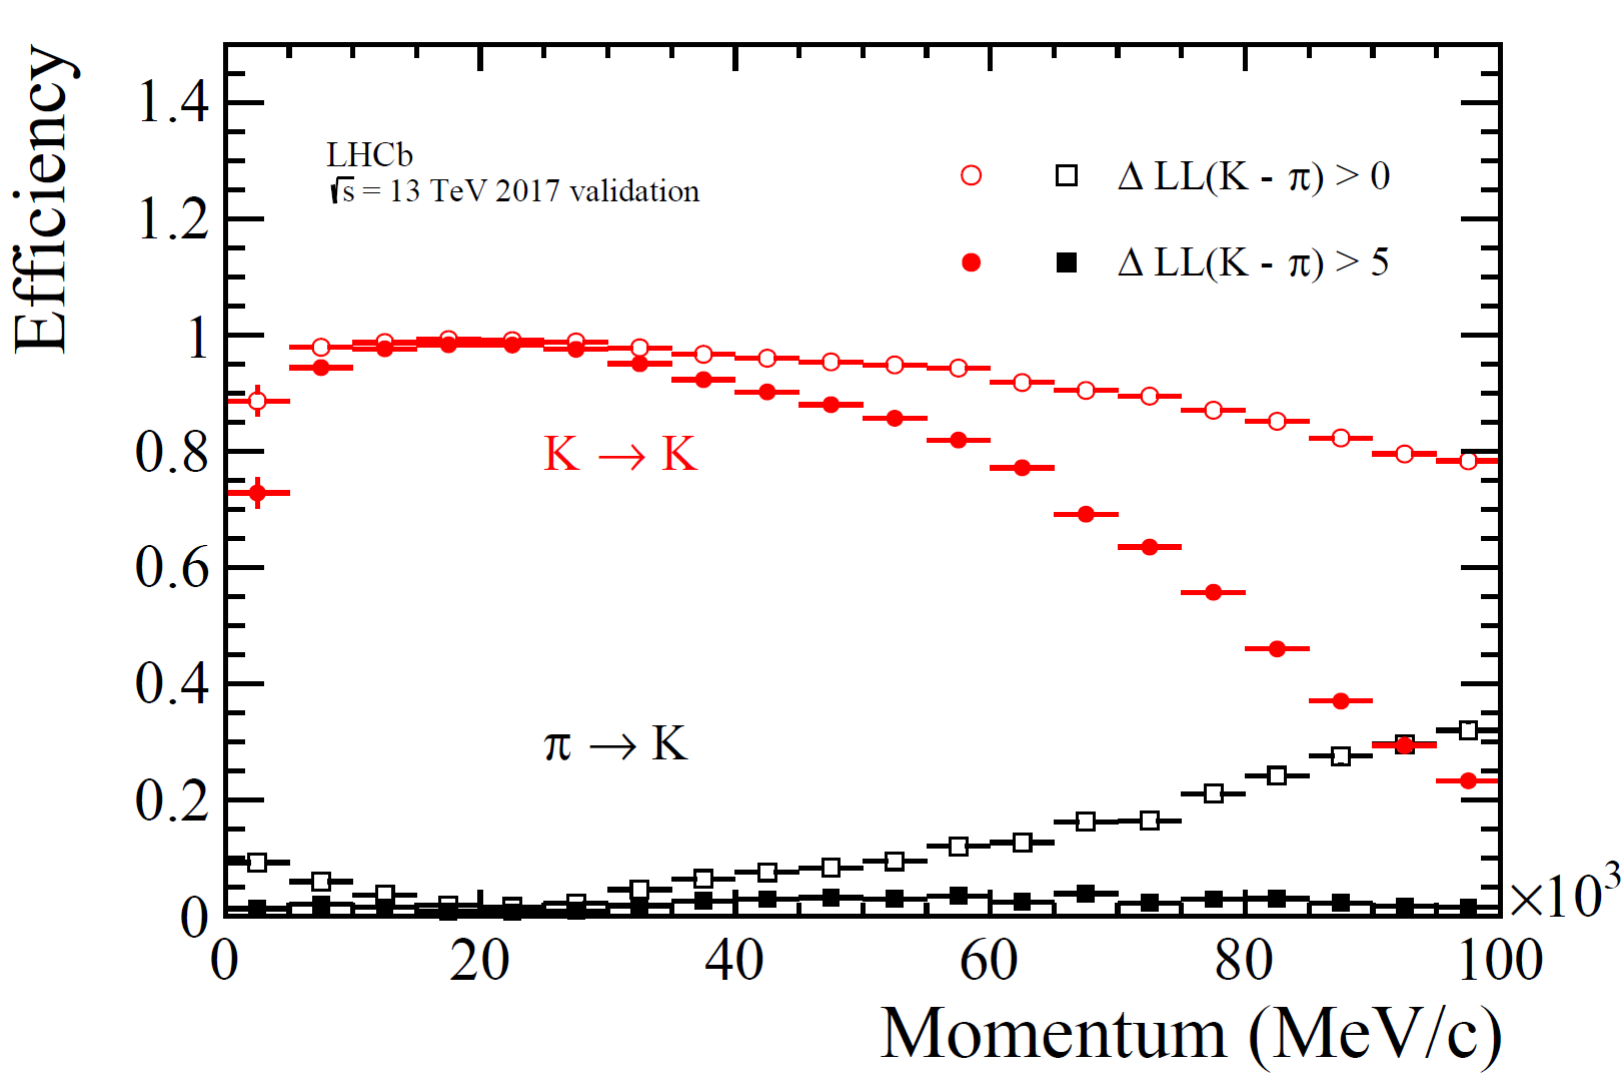 Efficiency
1.4
1.2
1
0.8
0.6
0.4
0.2
0
LHCb
√s = 13 TeV 2017 validation
Δ LL(K - π) > 0
Δ LL(K - π) > 5
K → K
π → K
0 20 40 60 80 100
×10³
Momentum (MeV/c)